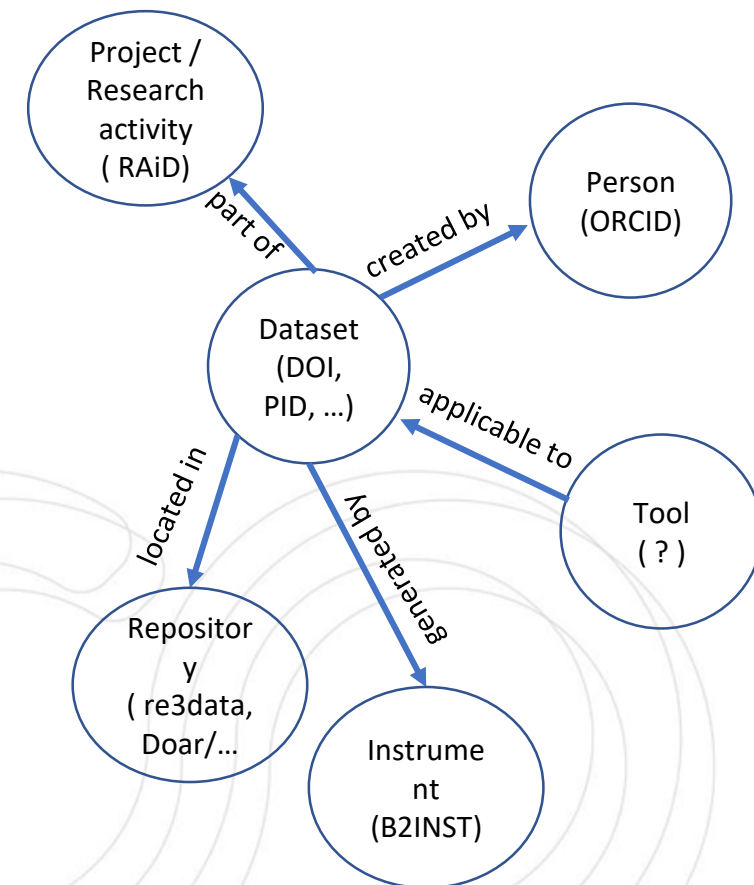 Project /
Research
activity
( RAiD)
part of
Person
(ORCID)
created by
Dataset
(DOI,
PID, ...)
applicable to
Tool
( ? )
located in
generated by
Repositor
y
( re3data,
Doar/...
Instrume
nt
(B2INST)